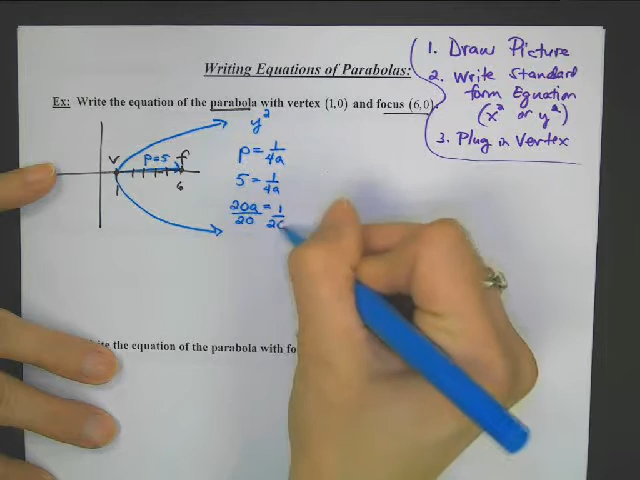 Writing Equations of Parabolas:
Ex: Write the equation of the parabola with vertex (1,0) and focus (6,0).
1. Draw Picture
2. Write Standard
form Equation
(x² or y²)
3. Plug in Vertex
y²
p = 1/4a
5 = 1/4a
20a/20 = 1/20
V
p=5
f
1
6
the equation of the parabola with fo